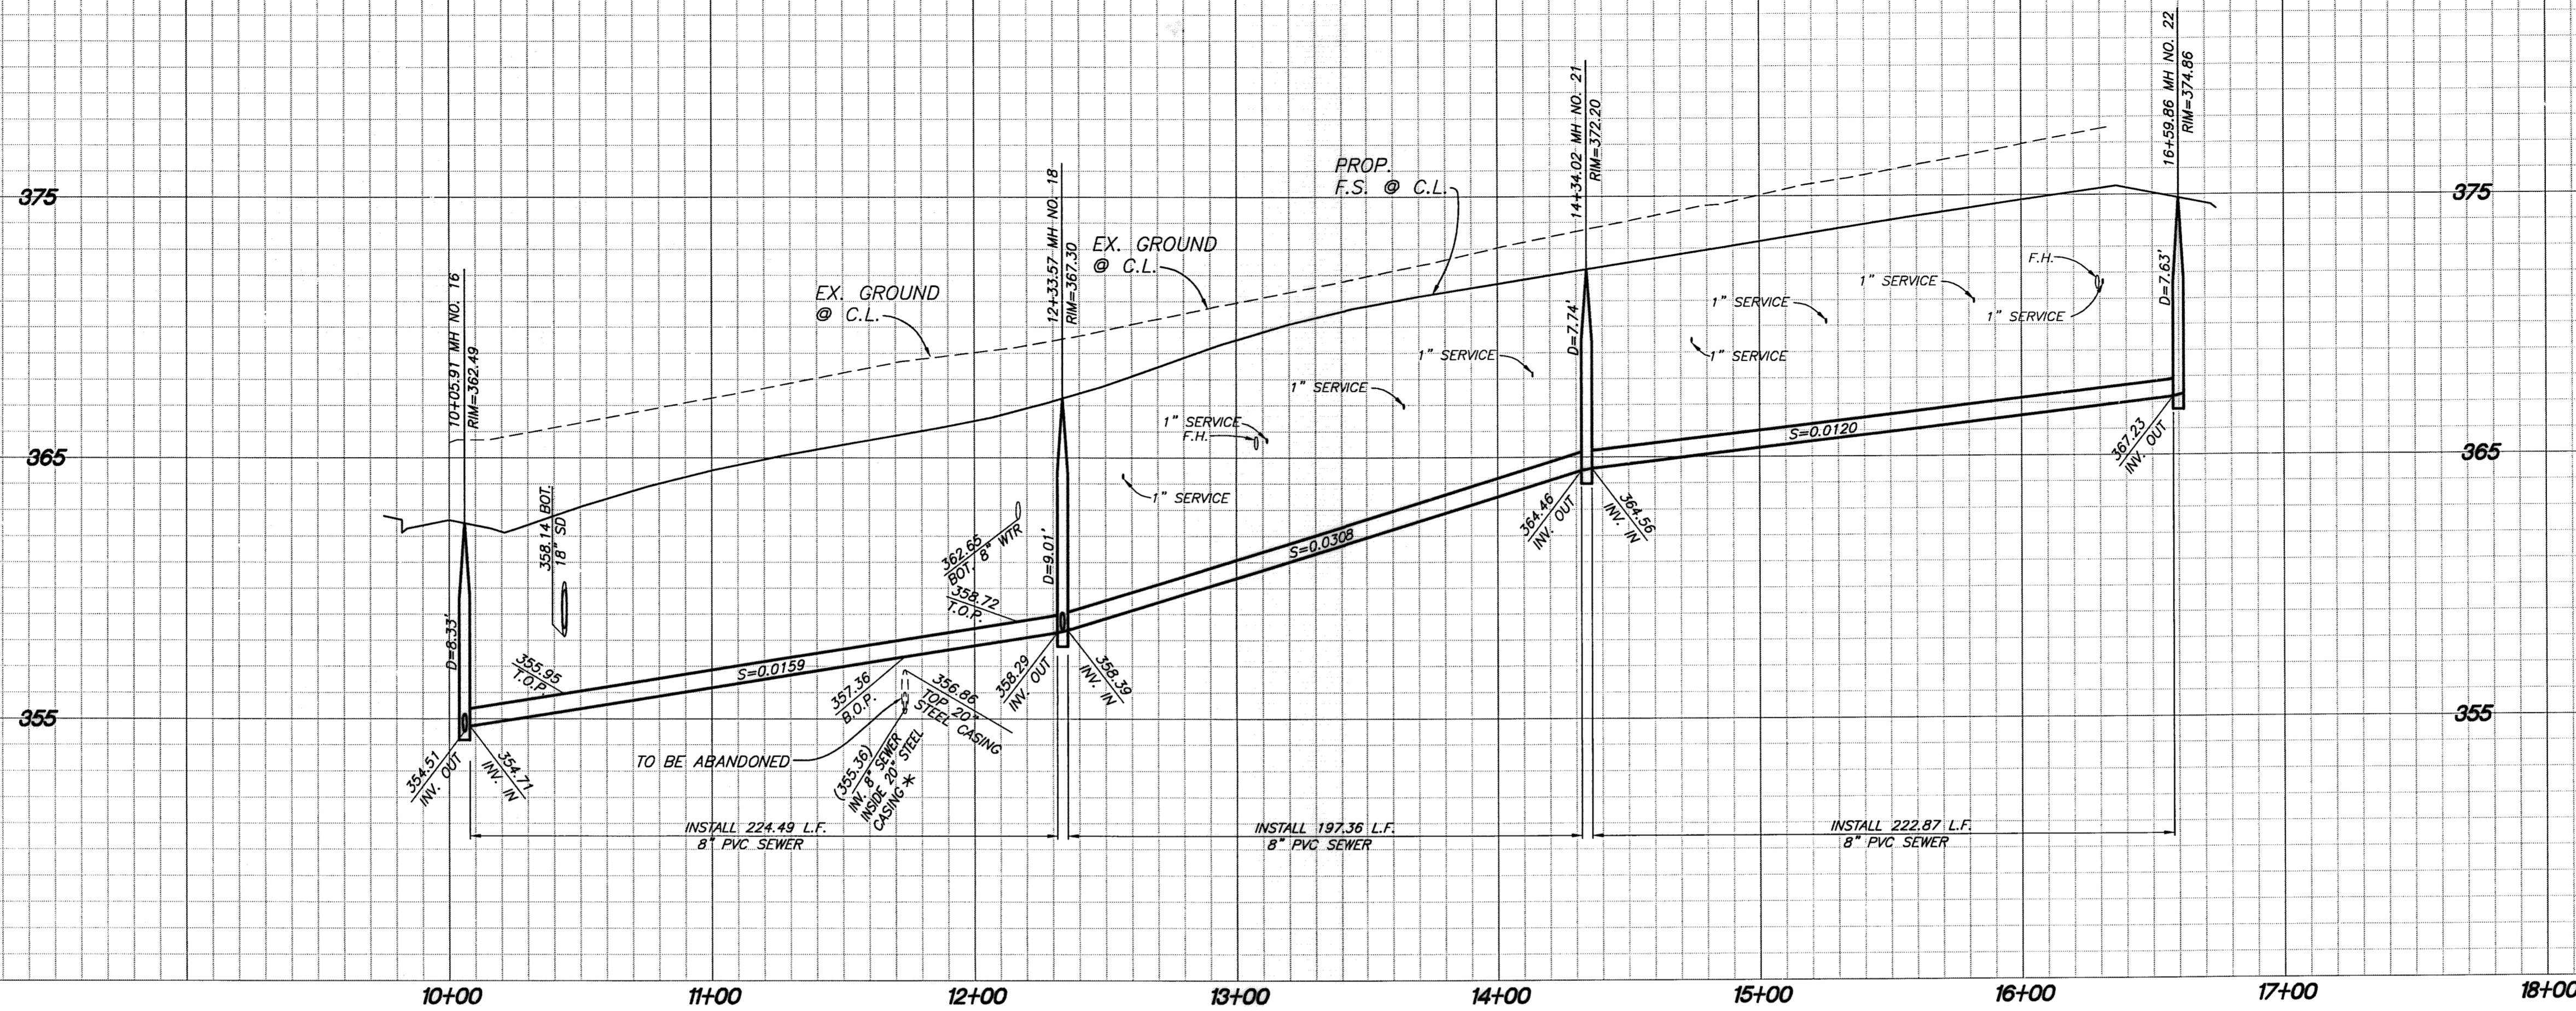 16+59.86 MH NO. 22
RIM=374.86
14+34.02 MH NO. 21
RIM=372.20
12+33.57 MH NO. 18
RIM=367.30
10+05.91 MH NO. 16
RIM=362.49
375
375
PROP.
F.S. @ C.L.
EX. GROUND
@ C.L.
EX. GROUND
@ C.L.
F.H.
1" SERVICE
1" SERVICE
1" SERVICE
1" SERVICE
1" SERVICE
1" SERVICE
1" SERVICE
F.H.
1" SERVICE
D=7.63'
D=7.74'
D=9.01'
D=8.33'
365
365
358.14 BOT.
18" SD
362.65
BOT. 8" WTR
358.72
T.O.P.
355.95
T.O.P.
S=0.0159
S=0.0308
S=0.0120
367.23
INV. OUT
364.46
INV. OUT
364.56
INV. IN
358.29
INV. OUT
358.39
INV. IN
357.36
B.O.P.
356.86
TOP 20"
STEEL CASING
355
355
354.51
INV. OUT
354.71
INV. IN
TO BE ABANDONED
(355.36)
INV. 8" SEWER
INSIDE 20" STEEL
CASING *
INSTALL 224.49 L.F.
8" PVC SEWER
INSTALL 197.36 L.F.
8" PVC SEWER
INSTALL 222.87 L.F.
8" PVC SEWER
10+00
11+00
12+00
13+00
14+00
15+00
16+00
17+00
18+00